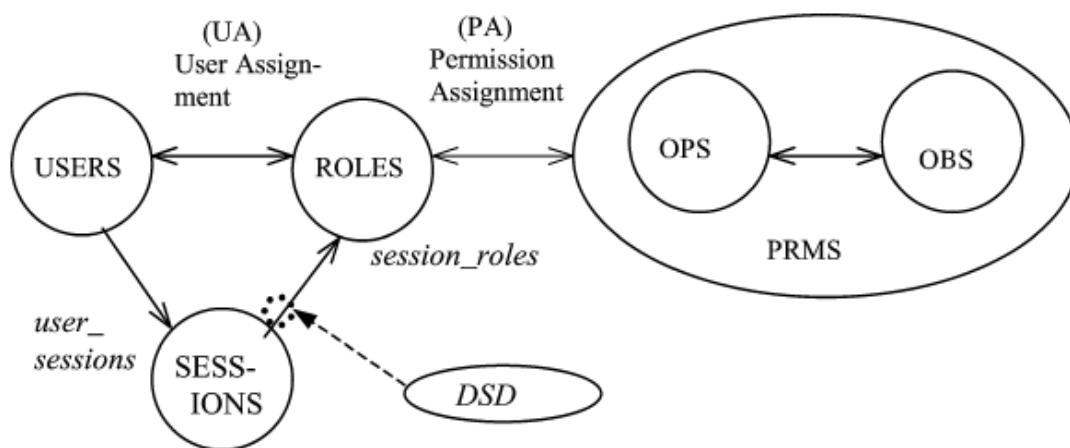 (UA)
User Assign-
ment
(PA)
Permission
Assignment
USERS
ROLES
OPS
OBS
PRMS
session_roles
user_
sessions
SESS-
IONS
DSD